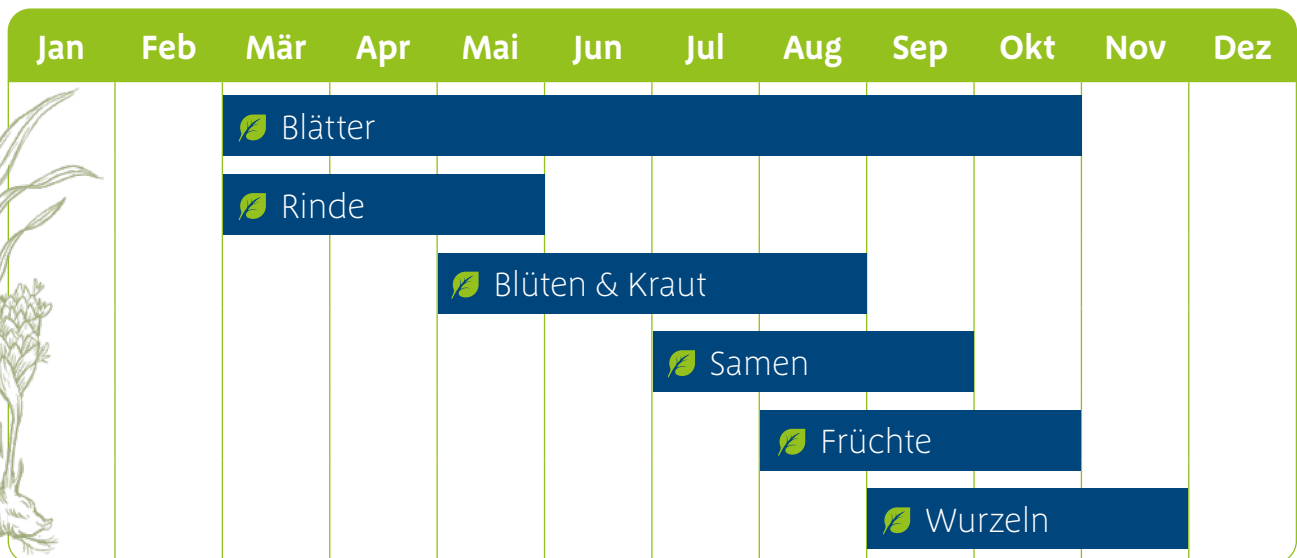 Jan Feb Mär Apr Mai Jun Jul Aug Sep Okt Nov Dez
Blätter
Rinde
Blüten & Kraut
Samen
Früchte
Wurzeln